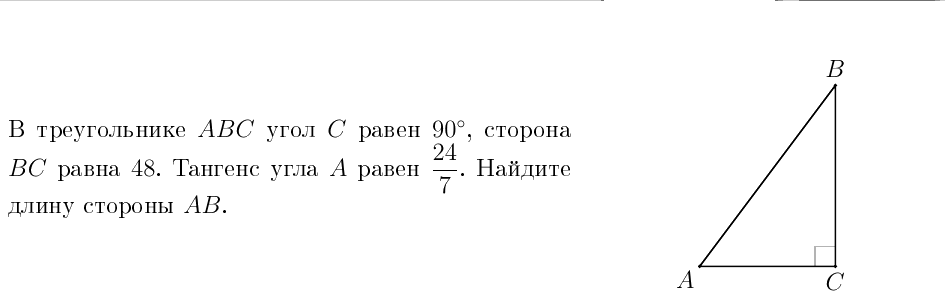 В треугольнике ABC угол C равен 90°, сторона
BC равна 48. Тангенс угла A равен 24/7. Найдите
длину стороны AB.
B
A
C